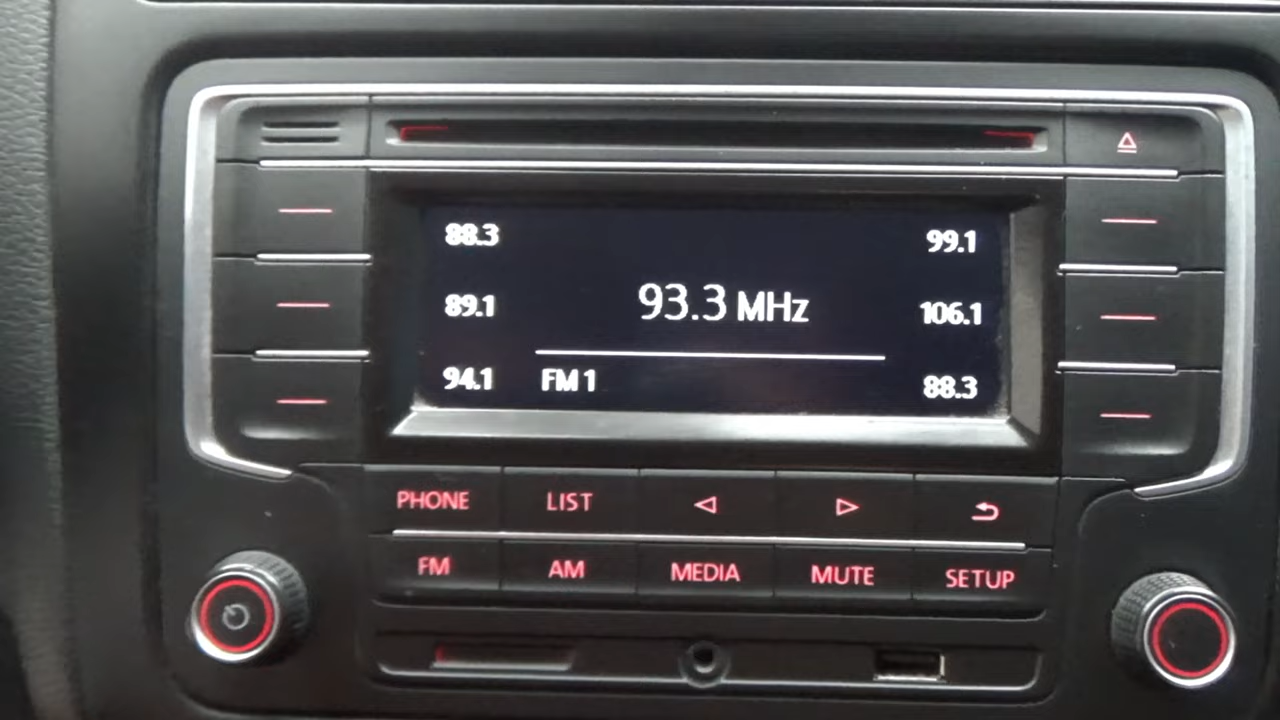 88.3 99.1
93.3 MHz
89.1 106.1
94.1 FM 1 88.3
PHONE LIST
FM AM MEDIA MUTE SETUP